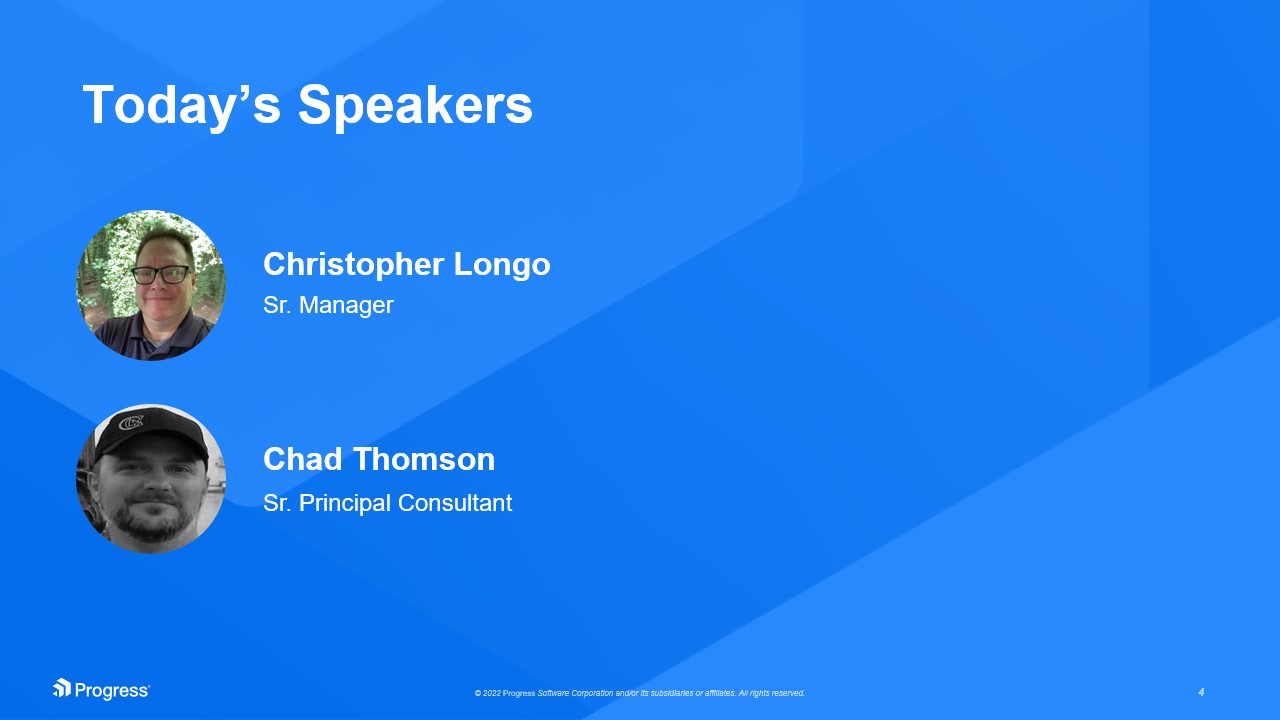 Today’s Speakers
Christopher Longo
Sr. Manager
Chad Thomson
Sr. Principal Consultant
Progress®
© 2022 Progress Software Corporation and/or its subsidiaries or affiliates. All rights reserved.
4